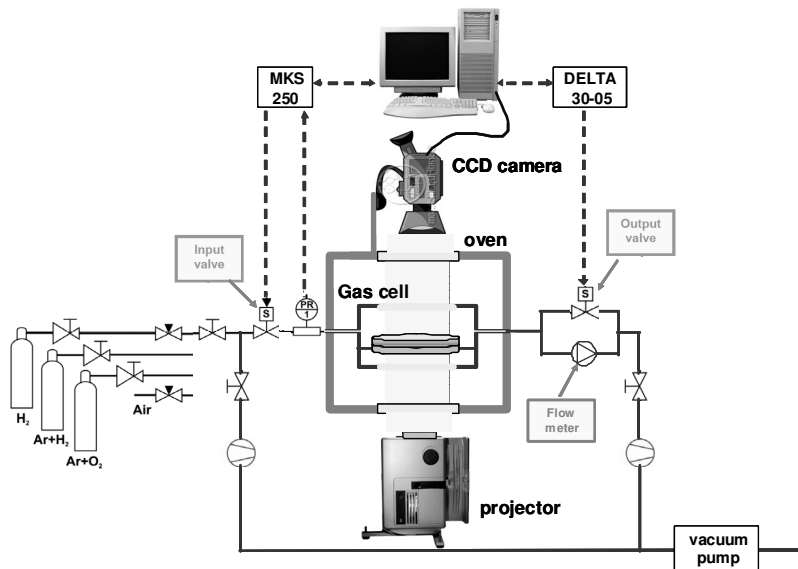 MKS
250
DELTA
30-05
CCD camera
Input
valve
Output
valve
oven
S
PR
1
Gas cell
S
H₂
Ar+H₂
Ar+O₂
Air
Flow
meter
projector
vacuum
pump